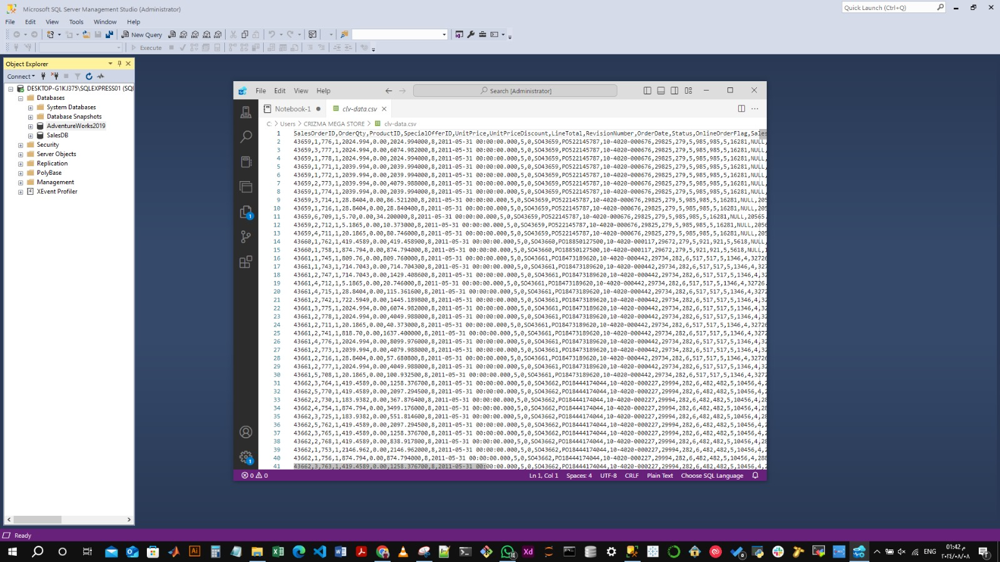 Microsoft SQL Server Management Studio (Administrator)
Quick Launch (Ctrl+Q)
File Edit View Tools Window Help
New Query
Execute
Object Explorer
Connect
DESKTOP-G1KJ375\SQLEXPRESS01 (SQ
Databases
System Databases
Database Snapshots
AdventureWorks2019
SalesDB
Security
Server Objects
Replication
PolyBase
Management
XEvent Profiler
File Edit View Help
Search [Administrator]
Notebook-1
clv-data.csv
C: > Users > CRIZMA MEGA STORE > clv-data.csv
1 SalesOrderID,OrderQty,ProductID,SpecialOfferID,UnitPrice,UnitPriceDiscount,LineTotal,RevisionNumber,OrderDate,Status,OnlineOrderFlag,Sales
2 43659,1,776,1,2024.994,0.00,2024.994000,8,2011-05-31 00:00:00.000,5,0,SO43659,PO522145787,10-4020-000676,29825,279,5,985,985,5,16281,NULL,
3 43659,3,777,1,2024.994,0.00,6074.982000,8,2011-05-31 00:00:00.000,5,0,SO43659,PO522145787,10-4020-000676,29825,279,5,985,985,5,16281,NULL,
4 43659,1,778,1,2024.994,0.00,2024.994000,8,2011-05-31 00:00:00.000,5,0,SO43659,PO522145787,10-4020-000676,29825,279,5,985,985,5,16281,NULL,
5 43659,1,771,1,2039.994,0.00,2039.994000,8,2011-05-31 00:00:00.000,5,0,SO43659,PO522145787,10-4020-000676,29825,279,5,985,985,5,16281,NULL,
6 43659,1,772,1,2039.994,0.00,2039.994000,8,2011-05-31 00:00:00.000,5,0,SO43659,PO522145787,10-4020-000676,29825,279,5,985,985,5,16281,NULL,
7 43659,2,773,1,2039.994,0.00,4079.988000,8,2011-05-31 00:00:00.000,5,0,SO43659,PO522145787,10-4020-000676,29825,279,5,985,985,5,16281,NULL,
8 43659,1,774,1,2039.994,0.00,2039.994000,8,2011-05-31 00:00:00.000,5,0,SO43659,PO522145787,10-4020-000676,29825,279,5,985,985,5,16281,NULL,
9 43659,3,714,1,28.8404,0.00,86.521200,8,2011-05-31 00:00:00.000,5,0,SO43659,PO522145787,10-4020-000676,29825,279,5,985,985,5,16281,NULL,205
10 43659,1,716,1,28.8404,0.00,28.840400,8,2011-05-31 00:00:00.000,5,0,SO43659,PO522145787,10-4020-000676,29825,279,5,985,985,5,16281,NULL,205
11 43659,6,709,1,5.70,0.00,34.200000,8,2011-05-31 00:00:00.000,5,0,SO43659,PO522145787,10-4020-000676,29825,279,5,985,985,5,16281,NULL,20565.
12 43659,2,712,1,5.1865,0.00,10.373000,8,2011-05-31 00:00:00.000,5,0,SO43659,PO522145787,10-4020-000676,29825,279,5,985,985,5,16281,NULL,2056
13 43659,4,711,1,20.1865,0.00,80.746000,8,2011-05-31 00:00:00.000,5,0,SO43659,PO522145787,10-4020-000676,29825,279,5,985,985,5,16281,NULL,205
14 43660,1,762,1,419.4589,0.00,419.458900,8,2011-05-31 00:00:00.000,5,0,SO43660,PO18850127500,10-4020-000117,29672,279,5,921,921,5,5618,NULL,
15 43660,1,758,1,874.794,0.00,874.794000,8,2011-05-31 00:00:00.000,5,0,SO43660,PO18850127500,10-4020-000117,29672,279,5,921,921,5,5618,NULL,1
16 43661,1,745,1,809.76,0.00,809.760000,8,2011-05-31 00:00:00.000,5,0,SO43661,PO18473189620,10-4020-000442,29734,282,6,517,517,5,1346,4,32726
17 43661,1,743,1,714.7043,0.00,714.704300,8,2011-05-31 00:00:00.000,5,0,SO43661,PO18473189620,10-4020-000442,29734,282,6,517,517,5,1346,4,327
18 43661,2,747,1,714.7043,0.00,1429.408600,8,2011-05-31 00:00:00.000,5,0,SO43661,PO18473189620,10-4020-000442,29734,282,6,517,517,5,1346,4,32
19 43661,4,712,1,5.1865,0.00,20.746000,8,2011-05-31 00:00:00.000,5,0,SO43661,PO18473189620,10-4020-000442,29734,282,6,517,517,5,1346,4,32726.
20 43661,4,715,1,28.8404,0.00,115.361600,8,2011-05-31 00:00:00.000,5,0,SO43661,PO18473189620,10-4020-000442,29734,282,6,517,517,5,1346,4,3272
21 43661,2,742,1,722.5949,0.00,1445.189800,8,2011-05-31 00:00:00.000,5,0,SO43661,PO18473189620,10-4020-000442,29734,282,6,517,517,5,1346,4,32
22 43661,3,775,1,2024.994,0.00,6074.982000,8,2011-05-31 00:00:00.000,5,0,SO43661,PO18473189620,10-4020-000442,29734,282,6,517,517,5,1346,4,32
23 43661,2,778,1,2024.994,0.00,4049.988000,8,2011-05-31 00:00:00.000,5,0,SO43661,PO18473189620,10-4020-000442,29734,282,6,517,517,5,1346,4,32
24 43661,2,711,1,20.1865,0.00,40.373000,8,2011-05-31 00:00:00.000,5,0,SO43661,PO18473189620,10-4020-000442,29734,282,6,517,517,5,1346,4,32726
25 43661,2,741,1,818.70,0.00,1637.400000,8,2011-05-31 00:00:00.000,5,0,SO43661,PO18473189620,10-4020-000442,29734,282,6,517,517,5,1346,4,3272
26 43661,4,776,1,2024.994,0.00,8099.976000,8,2011-05-31 00:00:00.000,5,0,SO43661,PO18473189620,10-4020-000442,29734,282,6,517,517,5,1346,4,32
27 43661,2,773,1,2039.994,0.00,4079.988000,8,2011-05-31 00:00:00.000,5,0,SO43661,PO18473189620,10-4020-000442,29734,282,6,517,517,5,1346,4,32
28 43661,2,716,1,28.8404,0.00,57.680800,8,2011-05-31 00:00:00.000,5,0,SO43661,PO18473189620,10-4020-000442,29734,282,6,517,517,5,1346,4,32726
29 43661,2,777,1,2024.994,0.00,4049.988000,8,2011-05-31 00:00:00.000,5,0,SO43661,PO18473189620,10-4020-000442,29734,282,6,517,517,5,1346,4,32
30 43661,5,708,1,20.1865,0.00,100.932500,8,2011-05-31 00:00:00.000,5,0,SO43661,PO18473189620,10-4020-000442,29734,282,6,517,517,5,1346,4,3272
31 43662,3,764,1,419.4589,0.00,1258.376700,8,2011-05-31 00:00:00.000,5,0,SO43662,PO18444174044,10-4020-000227,29994,282,6,482,482,5,10456,4,2
32 43662,5,770,1,419.4589,0.00,2097.294500,8,2011-05-31 00:00:00.000,5,0,SO43662,PO18444174044,10-4020-000227,29994,282,6,482,482,5,10456,4,2
33 43662,2,730,1,183.9382,0.00,367.876400,8,2011-05-31 00:00:00.000,5,0,SO43662,PO18444174044,10-4020-000227,29994,282,6,482,482,5,10456,4,28
34 43662,4,754,1,874.794,0.00,3499.176000,8,2011-05-31 00:00:00.000,5,0,SO43662,PO18444174044,10-4020-000227,29994,282,6,482,482,5,10456,4,28
35 43662,3,725,1,183.9382,0.00,551.814600,8,2011-05-31 00:00:00.000,5,0,SO43662,PO18444174044,10-4020-000227,29994,282,6,482,482,5,10456,4,28
36 43662,5,762,1,419.4589,0.00,2097.294500,8,2011-05-31 00:00:00.000,5,0,SO43662,PO18444174044,10-4020-000227,29994,282,6,482,482,5,10456,4,2
37 43662,3,765,1,419.4589,0.00,1258.376700,8,2011-05-31 00:00:00.000,5,0,SO43662,PO18444174044,10-4020-000227,29994,282,6,482,482,5,10456,4,2
38 43662,2,768,1,419.4589,0.00,838.917800,8,2011-05-31 00:00:00.000,5,0,SO43662,PO18444174044,10-4020-000227,29994,282,6,482,482,5,10456,4,28
39 43662,1,753,1,2146.962,0.00,2146.962000,8,2011-05-31 00:00:00.000,5,0,SO43662,PO18444174044,10-4020-000227,29994,282,6,482,482,5,10456,4,2
40 43662,1,756,1,874.794,0.00,874.794000,8,2011-05-31 00:00:00.000,5,0,SO43662,PO18444174044,10-4020-000227,29994,282,6,482,482,5,10456,4,288
41 43662,3,763,1,419.4589,0.00,1258.376700,8,2011-05-31 00:00:00.000,5,0,SO43662,PO18444174044,10-4020-000227,29994,282,6,482,482,5,10456,4,2
0 0 Ln 1, Col 1 Spaces: 4 UTF-8 CRLF Plain Text Choose SQL Language
Ready
ENG
01:42 م
٢٠٢٤/٠٨/٠٨